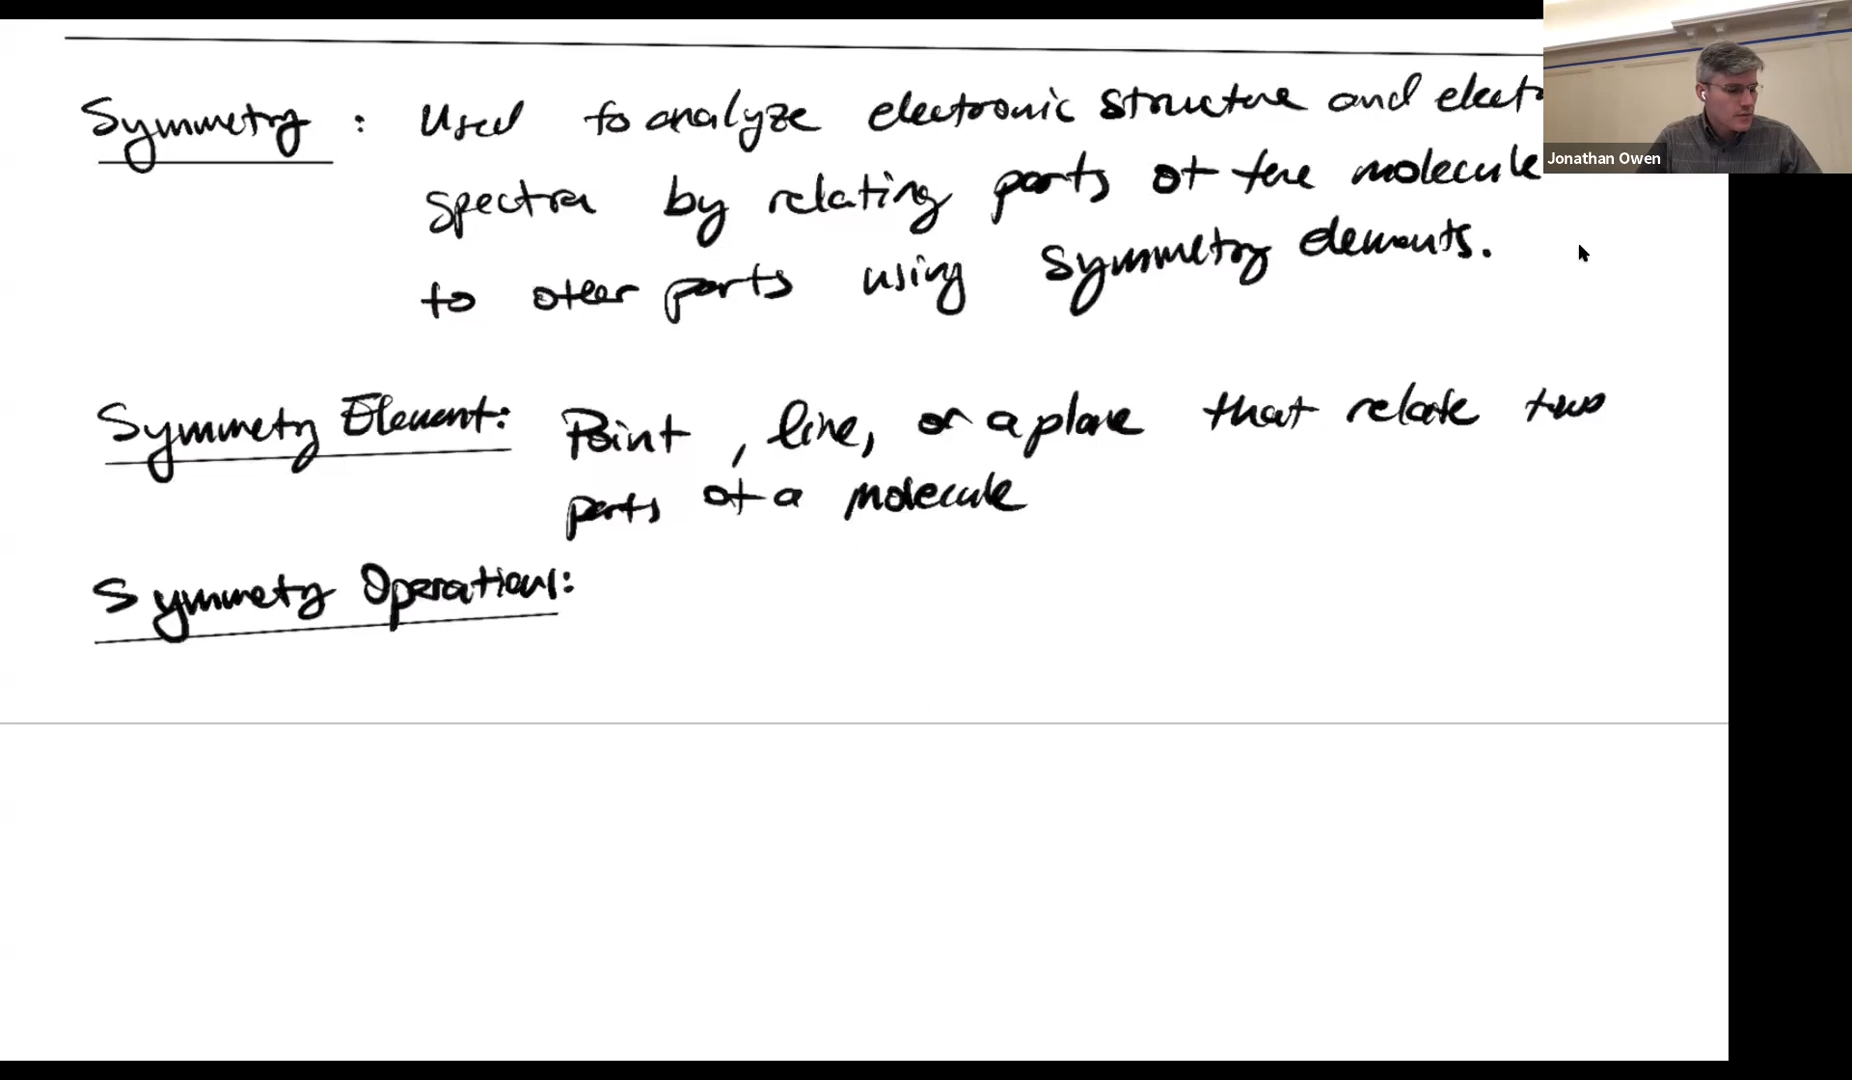 Symmetry : Used to analyze electronic structure and elect
spectra by relating parts of the molecule
to other parts using symmetry elements.
Jonathan Owen
Symmetry Element: Point, line, or a plane that relate two
parts of a molecule
Symmetry Operations: